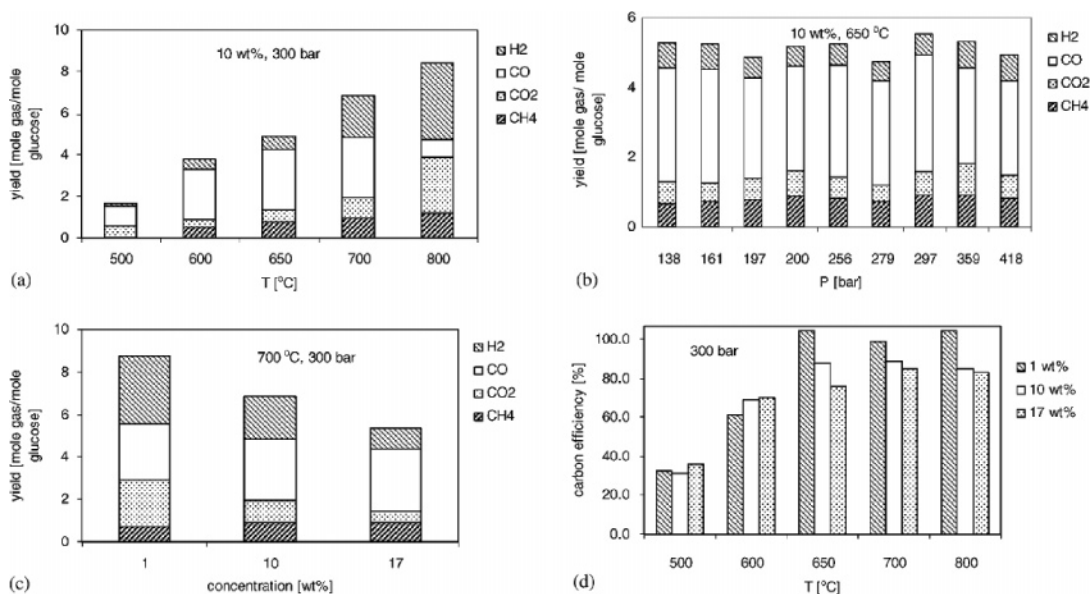 10
8
6
4
2
0
yield [mole gas/mole
glucose]
10 wt%, 300 bar
H2
CO
CO2
CH4
500 600 650 700 800
T [°C]
(a)
6
4
2
0
yield [mole gas/ mole
glucose]
10 wt%, 650 °C
H2
CO
CO2
CH4
138 161 197 200 256 279 297 359 418
P [bar]
(b)
10
8
6
4
2
0
yield [mole gas/mole
glucose]
700 °C, 300 bar
H2
CO
CO2
CH4
1 10 17
concentration [wt%]
(c)
100.0
80.0
60.0
40.0
20.0
0.0
carbon efficiency [%]
300 bar
1 wt%
10 wt%
17 wt%
500 600 650 700 800
T [°C]
(d)